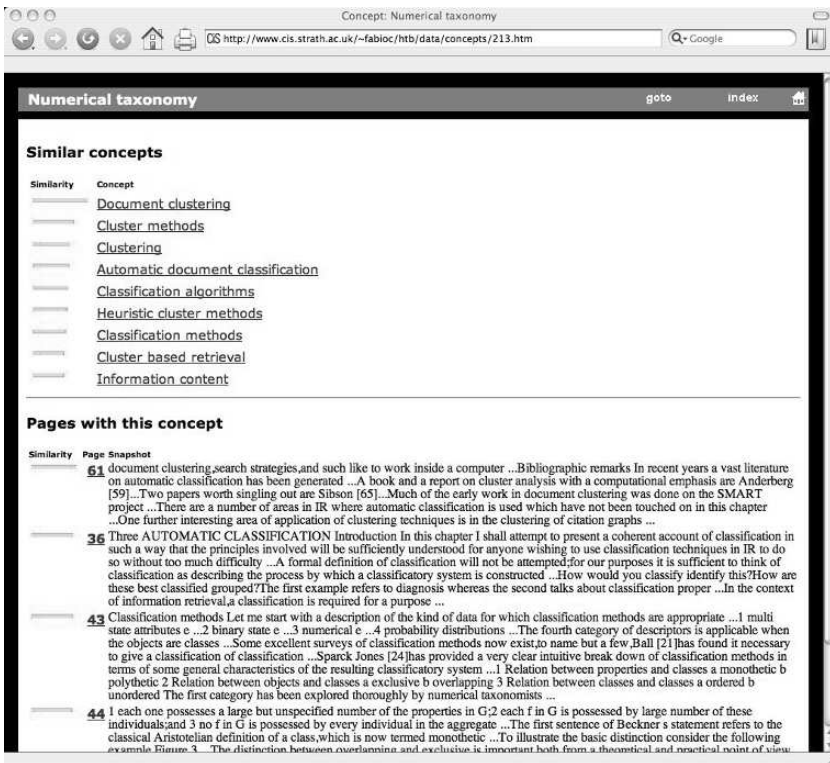 Concept: Numerical taxonomy
http://www.cis.strath.ac.uk/~fabioc/htb/data/concepts/213.htm
Google
Numerical taxonomy
goto
index
Similar concepts
Similarity Concept
Document clustering
Cluster methods
Clustering
Automatic document classification
Classification algorithms
Heuristic cluster methods
Classification methods
Cluster based retrieval
Information content
Pages with this concept
Similarity Page Snapshot
61 document clustering,search strategies,and such like to work inside a computer ...Bibliographic remarks In recent years a vast literature
on automatic classification has been generated ...A book and a report on cluster analysis with a computational emphasis are Anderberg
[59]...Two papers worth singling out are Sibson [65]...Much of the early work in document clustering was done on the SMART
project ...There are a number of areas in IR where automatic classification is used which have not been touched on in this chapter
...One further interesting area of application of clustering techniques is in the clustering of citation graphs ...
36 Three AUTOMATIC CLASSIFICATION Introduction In this chapter I shall attempt to present a coherent account of classification in
such a way that the principles involved will be sufficiently understood for anyone wishing to use classification techniques in IR to do
so without too much difficulty ...A formal definition of classification will not be attempted;for our purposes it is sufficient to think of
classification as describing the process by which a classificatory system is constructed ...How would you classify identify this?How are
these best classified grouped?The first example refers to diagnosis whereas the second talks about classification proper ...In the context
of information retrieval,a classification is required for a purpose ...
43 Classification methods Let me start with a description of the kind of data for which classification methods are appropriate ...1 multi
state attributes e ...2 binary state e ...3 numerical e ...4 probability distributions ...The fourth category of descriptors is applicable when
the objects are classes ...Some excellent surveys of classification methods now exist,to name but a few,Ball [21]has found it necessary
to give a classification of classification ...Sparck Jones [24]has provided a very clear intuitive break down of classification methods in
terms of some general characteristics of the resulting classificatory system ...1 Relation between properties and classes a monothetic b
polythetic 2 Relation between objects and classes a exclusive b overlapping 3 Relation between classes and classes a ordered b
unordered The first category has been explored thoroughly by numerical taxonomists ...
44 1 each one possesses a large but unspecified number of the properties in G;2 each f in G is possessed by large number of these
individuals;and 3 no f in G is possessed by every individual in the aggregate ...The first sentence of Beckner s statement refers to the
classical Aristotelian definition of a class,which is now termed monothetic ...To illustrate the basic distinction consider the following
example Figure 3 ...The distinction between overlapping and exclusive is important both from a theoretical and practical point of view